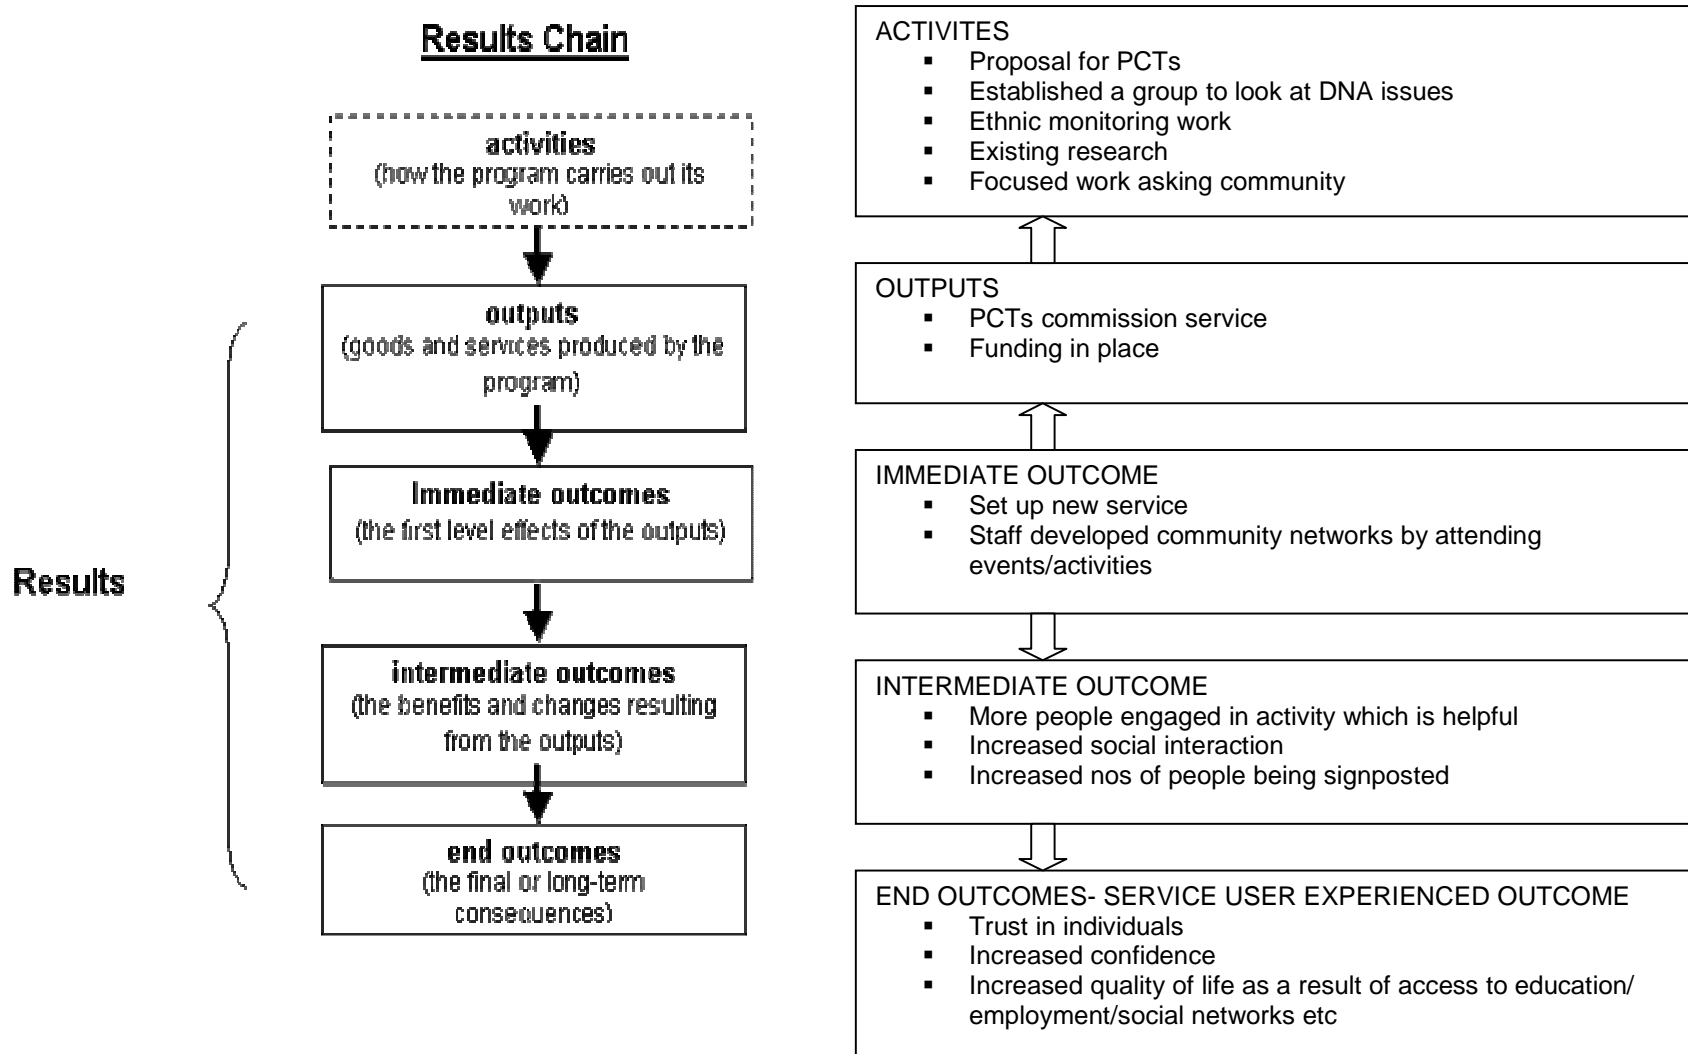 Results Chain
activities
(how the program carries out its
work)
outputs
(goods and services produced by the
program)
Immediate outcomes
(the first level effects of the outputs)
Results
intermediate outcomes
(the benefits and changes resulting
from the outputs)
end outcomes
(the final or long-term
consequences)
ACTIVITES
▪ Proposal for PCTs
▪ Established a group to look at DNA issues
▪ Ethnic monitoring work
▪ Existing research
▪ Focused work asking community
OUTPUTS
▪ PCTs commission service
▪ Funding in place
IMMEDIATE OUTCOME
▪ Set up new service
▪ Staff developed community networks by attending
events/activities
INTERMEDIATE OUTCOME
▪ More people engaged in activity which is helpful
▪ Increased social interaction
▪ Increased nos of people being signposted
END OUTCOMES- SERVICE USER EXPERIENCED OUTCOME
▪ Trust in individuals
▪ Increased confidence
▪ Increased quality of life as a result of access to education/
employment/social networks etc